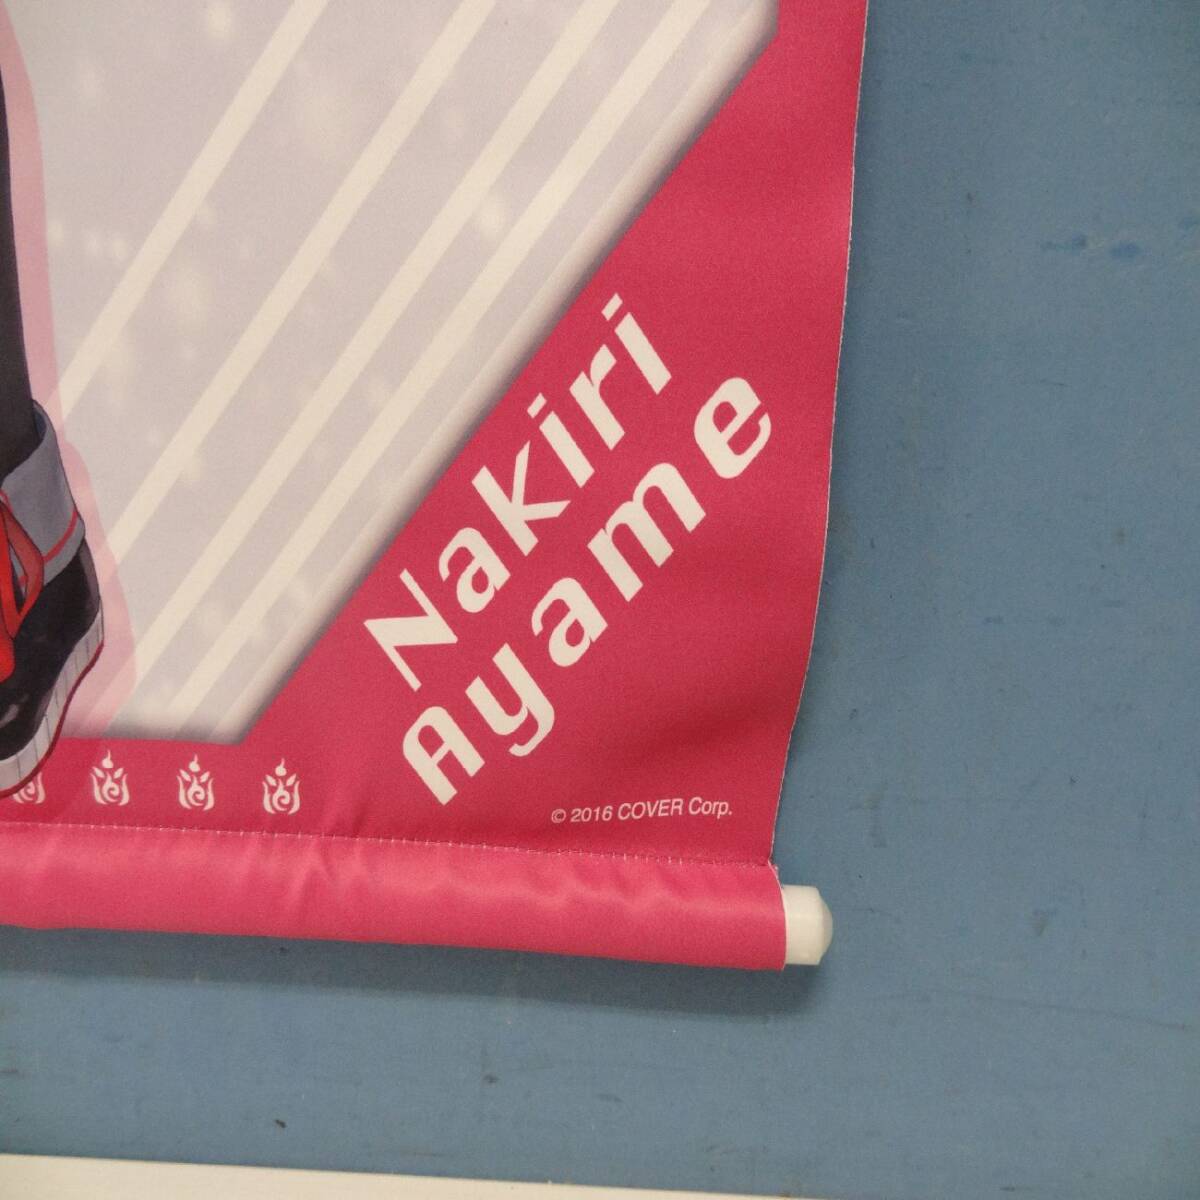 Nakiri
Ayame
© 2016 COVER Corp.